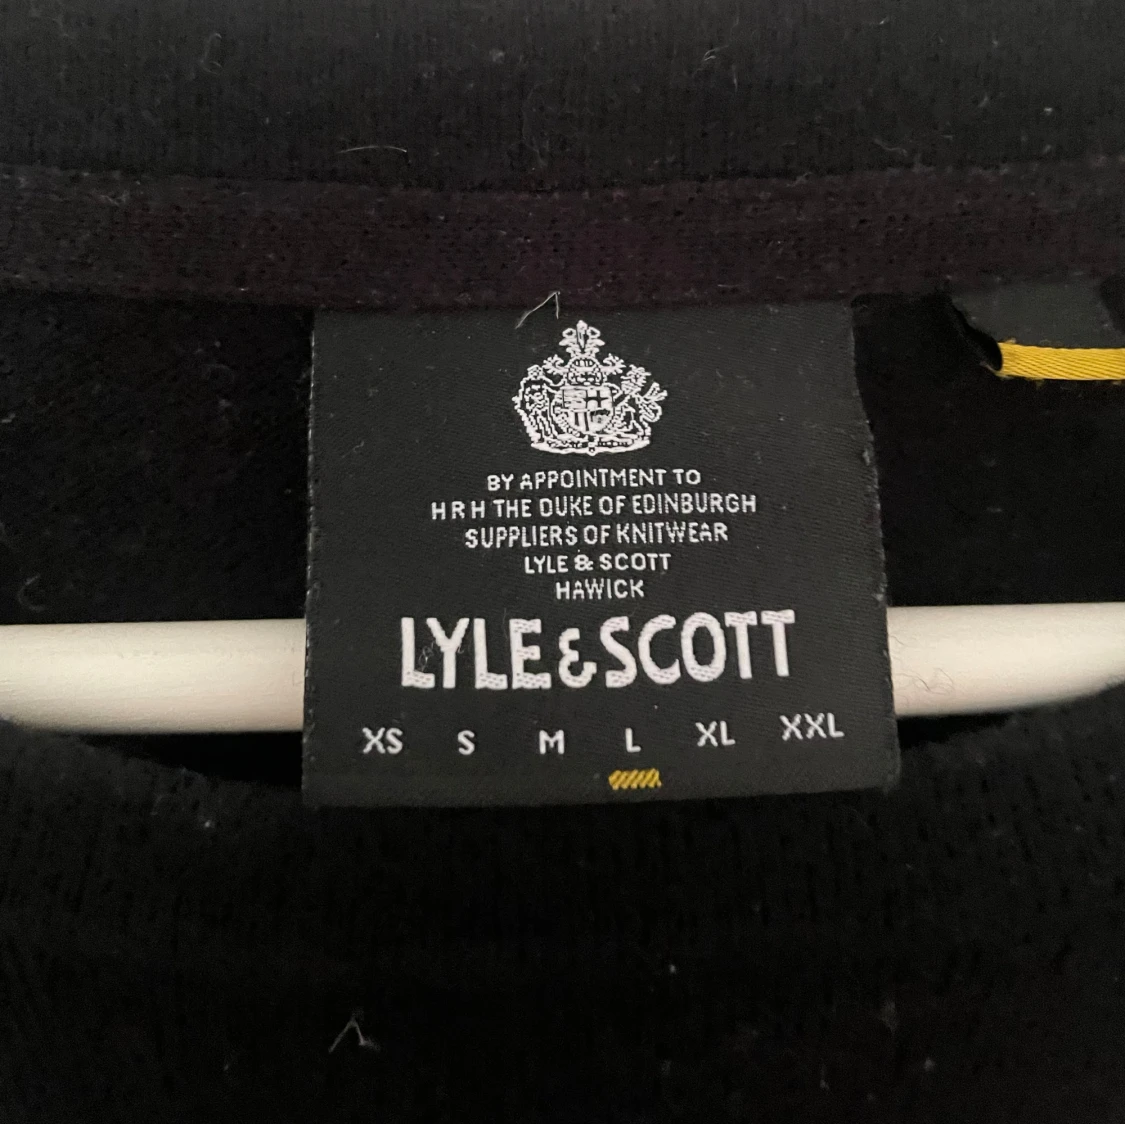 BY APPOINTMENT TO
H R H THE DUKE OF EDINBURGH
SUPPLIERS OF KNITWEAR
LYLE & SCOTT
HAWICK
LYLE & SCOTT
XS S M L XL XXL